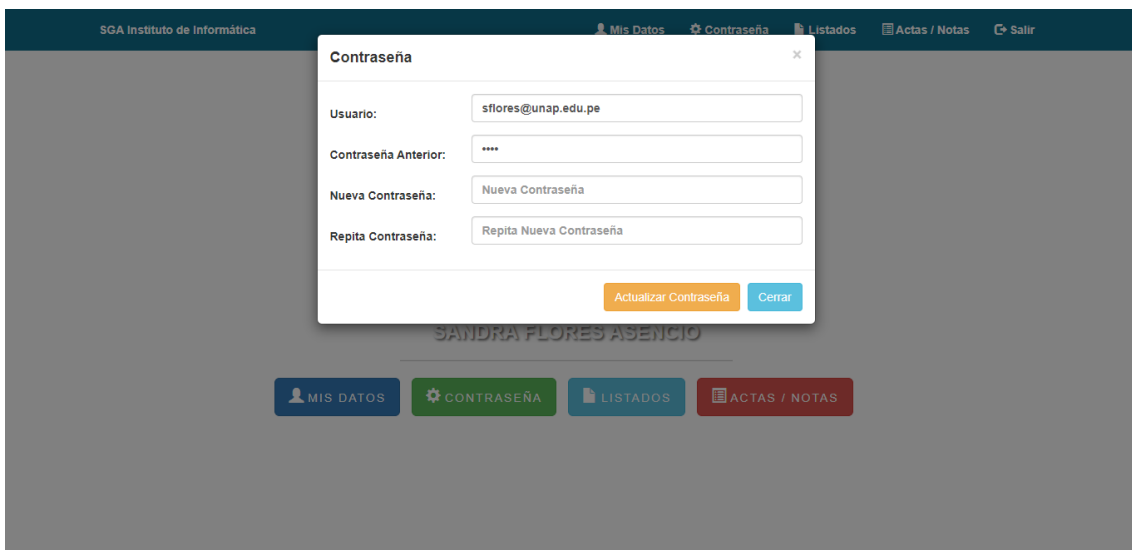 SGA Instituto de Informática
Mis Datos
Contraseña
Listados
Actas / Notas
Salir
Contraseña
×
Usuario:
sflores@unap.edu.pe
Contraseña Anterior:
••••
Nueva Contraseña:
Nueva Contraseña
Repita Contraseña:
Repita Nueva Contraseña
Actualizar Contraseña
Cerrar
SANDRA FLORES ASENCIO
MIS DATOS
CONTRASEÑA
LISTADOS
ACTAS / NOTAS